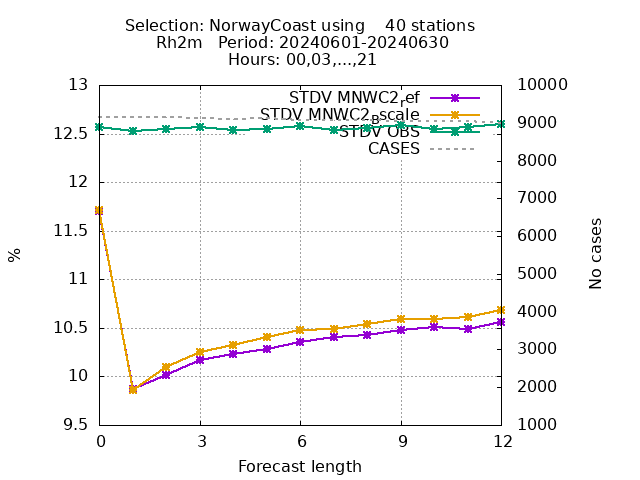 Selection: NorwayCoast using    40 stations
Rh2m   Period: 20240601-20240630
Hours: 00,03,...,21
13
12.5
12
11.5
11
10.5
10
9.5
%
10000
9000
8000
7000
6000
5000
4000
3000
2000
1000
No cases
STDV MNWC2ref
STDV MNWC2Bscale
STDV OBS
CASES
0
3
6
9
12
Forecast length